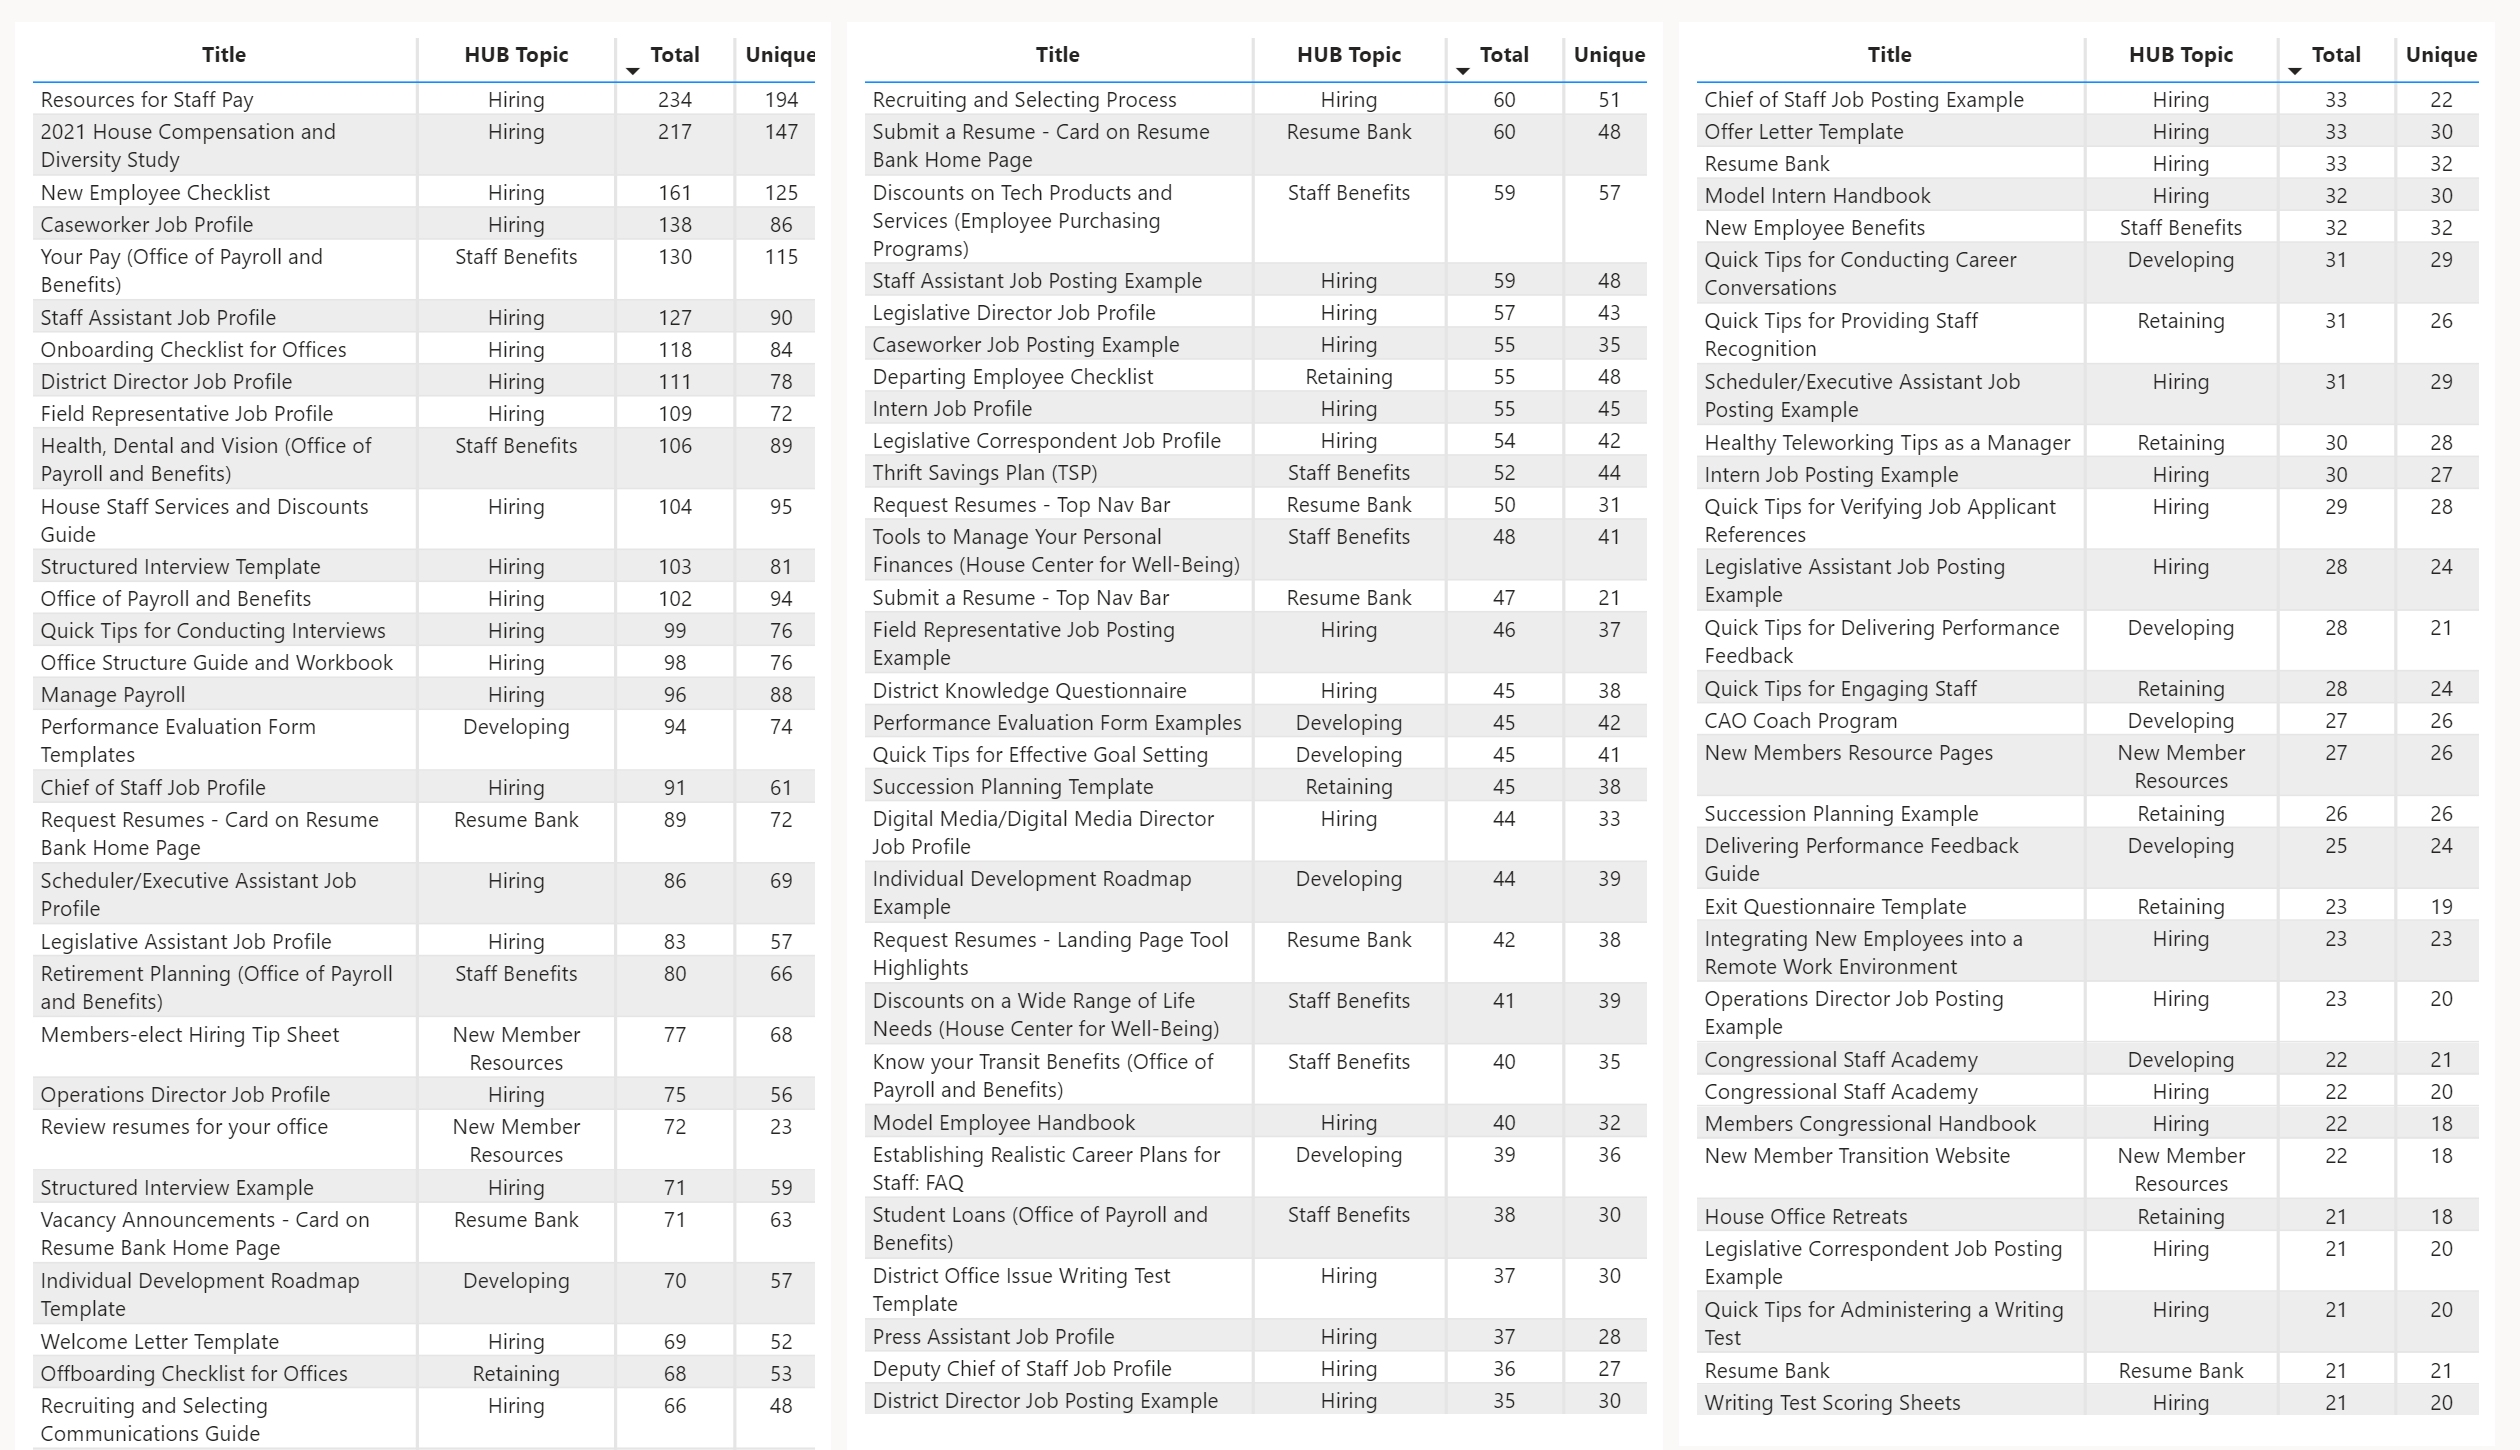 Title HUB Topic Total Unique
Resources for Staff Pay Hiring 234 194
2021 House Compensation and Hiring 217 147
Diversity Study
New Employee Checklist Hiring 161 125
Caseworker Job Profile Hiring 138 86
Your Pay (Office of Payroll and Staff Benefits 130 115
Benefits)
Staff Assistant Job Profile Hiring 127 90
Onboarding Checklist for Offices Hiring 118 84
District Director Job Profile Hiring 111 78
Field Representative Job Profile Hiring 109 72
Health, Dental and Vision (Office of Staff Benefits 106 89
Payroll and Benefits)
House Staff Services and Discounts Hiring 104 95
Guide
Structured Interview Template Hiring 103 81
Office of Payroll and Benefits Hiring 102 94
Quick Tips for Conducting Interviews Hiring 99 76
Office Structure Guide and Workbook Hiring 98 76
Manage Payroll Hiring 96 88
Performance Evaluation Form Developing 94 74
Templates
Chief of Staff Job Profile Hiring 91 61
Request Resumes - Card on Resume Resume Bank 89 72
Bank Home Page
Scheduler/Executive Assistant Job Hiring 86 69
Profile
Legislative Assistant Job Profile Hiring 83 57
Retirement Planning (Office of Payroll Staff Benefits 80 66
and Benefits)
Members-elect Hiring Tip Sheet New Member 77 68
Resources
Operations Director Job Profile Hiring 75 56
Review resumes for your office New Member 72 23
Resources
Structured Interview Example Hiring 71 59
Vacancy Announcements - Card on Resume Bank 71 63
Resume Bank Home Page
Individual Development Roadmap Developing 70 57
Template
Welcome Letter Template Hiring 69 52
Offboarding Checklist for Offices Retaining 68 53
Recruiting and Selecting Hiring 66 48
Communications Guide
Title HUB Topic Total Unique
Recruiting and Selecting Process Hiring 60 51
Submit a Resume - Card on Resume Resume Bank 60 48
Bank Home Page
Discounts on Tech Products and Staff Benefits 59 57
Services (Employee Purchasing
Programs)
Staff Assistant Job Posting Example Hiring 59 48
Legislative Director Job Profile Hiring 57 43
Caseworker Job Posting Example Hiring 55 35
Departing Employee Checklist Retaining 55 48
Intern Job Profile Hiring 55 45
Legislative Correspondent Job Profile Hiring 54 42
Thrift Savings Plan (TSP) Staff Benefits 52 44
Request Resumes - Top Nav Bar Resume Bank 50 31
Tools to Manage Your Personal Staff Benefits 48 41
Finances (House Center for Well-Being)
Submit a Resume - Top Nav Bar Resume Bank 47 21
Field Representative Job Posting Hiring 46 37
Example
District Knowledge Questionnaire Hiring 45 38
Performance Evaluation Form Examples Developing 45 42
Quick Tips for Effective Goal Setting Developing 45 41
Succession Planning Template Retaining 45 38
Digital Media/Digital Media Director Hiring 44 33
Job Profile
Individual Development Roadmap Developing 44 39
Example
Request Resumes - Landing Page Tool Resume Bank 42 38
Highlights
Discounts on a Wide Range of Life Staff Benefits 41 39
Needs (House Center for Well-Being)
Know your Transit Benefits (Office of Staff Benefits 40 35
Payroll and Benefits)
Model Employee Handbook Hiring 40 32
Establishing Realistic Career Plans for Developing 39 36
Staff: FAQ
Student Loans (Office of Payroll and Staff Benefits 38 30
Benefits)
District Office Issue Writing Test Hiring 37 30
Template
Press Assistant Job Profile Hiring 37 28
Deputy Chief of Staff Job Profile Hiring 36 27
District Director Job Posting Example Hiring 35 30
Title HUB Topic Total Unique
Chief of Staff Job Posting Example Hiring 33 22
Offer Letter Template Hiring 33 30
Resume Bank Hiring 33 32
Model Intern Handbook Hiring 32 30
New Employee Benefits Staff Benefits 32 32
Quick Tips for Conducting Career Developing 31 29
Conversations
Quick Tips for Providing Staff Retaining 31 26
Recognition
Scheduler/Executive Assistant Job Hiring 31 29
Posting Example
Healthy Teleworking Tips as a Manager Retaining 30 28
Intern Job Posting Example Hiring 30 27
Quick Tips for Verifying Job Applicant Hiring 29 28
References
Legislative Assistant Job Posting Hiring 28 24
Example
Quick Tips for Delivering Performance Developing 28 21
Feedback
Quick Tips for Engaging Staff Retaining 28 24
CAO Coach Program Developing 27 26
New Members Resource Pages New Member 27 26
Resources
Succession Planning Example Retaining 26 26
Delivering Performance Feedback Developing 25 24
Guide
Exit Questionnaire Template Retaining 23 19
Integrating New Employees into a Hiring 23 23
Remote Work Environment
Operations Director Job Posting Hiring 23 20
Example
Congressional Staff Academy Developing 22 21
Congressional Staff Academy Hiring 22 20
Members Congressional Handbook Hiring 22 18
New Member Transition Website New Member 22 18
Resources
House Office Retreats Retaining 21 18
Legislative Correspondent Job Posting Hiring 21 20
Example
Quick Tips for Administering a Writing Hiring 21 20
Test
Resume Bank Resume Bank 21 21
Writing Test Scoring Sheets Hiring 21 20